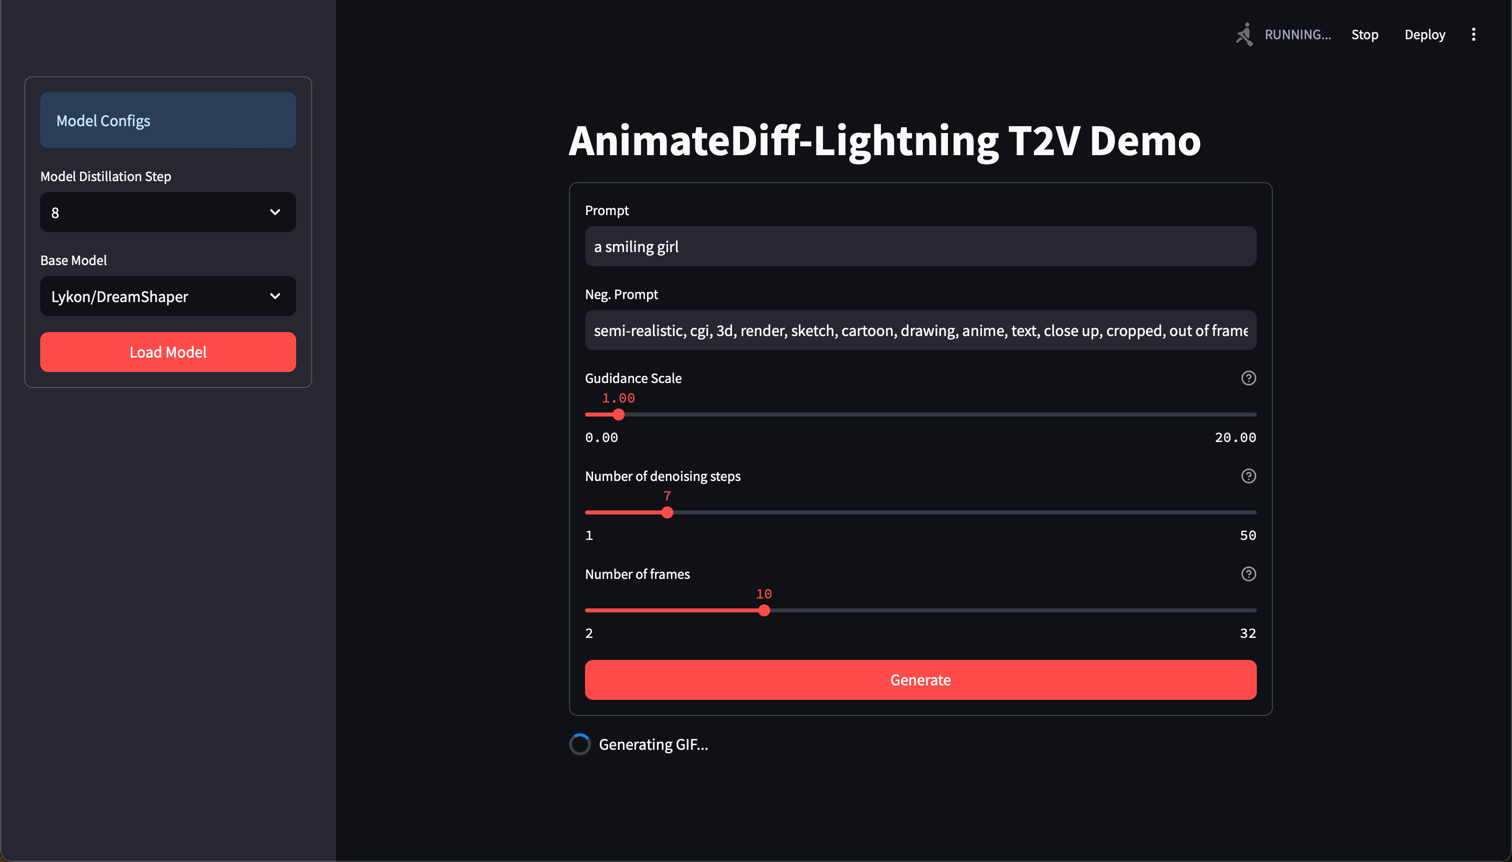 RUNNING...
Stop
Deploy
Model Configs
Model Distillation Step
8
Base Model
Lykon/DreamShaper
Load Model
AnimateDiff-Lightning T2V Demo
Prompt
a smiling girl
Neg. Prompt
semi-realistic, cgi, 3d, render, sketch, cartoon, drawing, anime, text, close up, cropped, out of frame
Gudidance Scale
1.00
0.00
20.00
Number of denoising steps
7
1
50
Number of frames
10
2
32
Generate
Generating GIF...